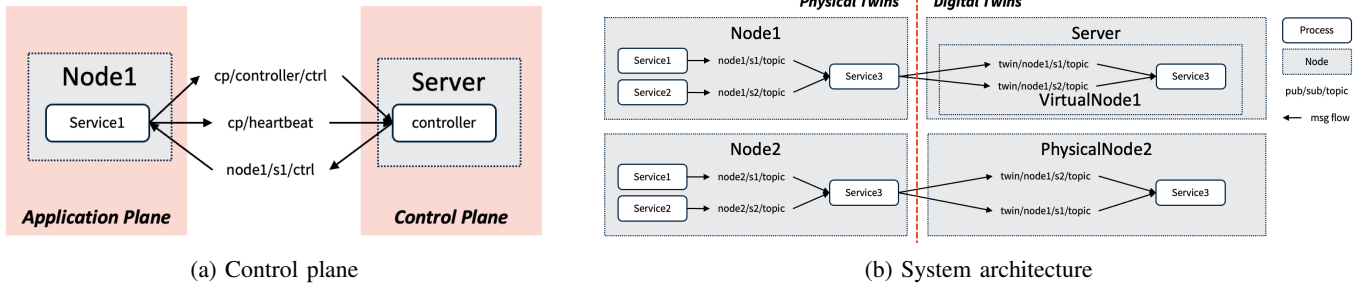 Node1
Service1
Application Plane
cp/controller/ctrl
cp/heartbeat
node1/s1/ctrl
Server
controller
Control Plane
(a) Control plane
Physical Twins
Digital Twins
Node1
Service1
node1/s1/topic
Service2
node1/s2/topic
Service3
Server
twin/node1/s1/topic
twin/node1/s2/topic
Service3
VirtualNode1
Node2
Service1
node2/s1/topic
Service2
node2/s2/topic
Service3
PhysicalNode2
twin/node1/s2/topic
twin/node1/s1/topic
Service3
Process
Node
pub/sub/topic
msg flow
(b) System architecture